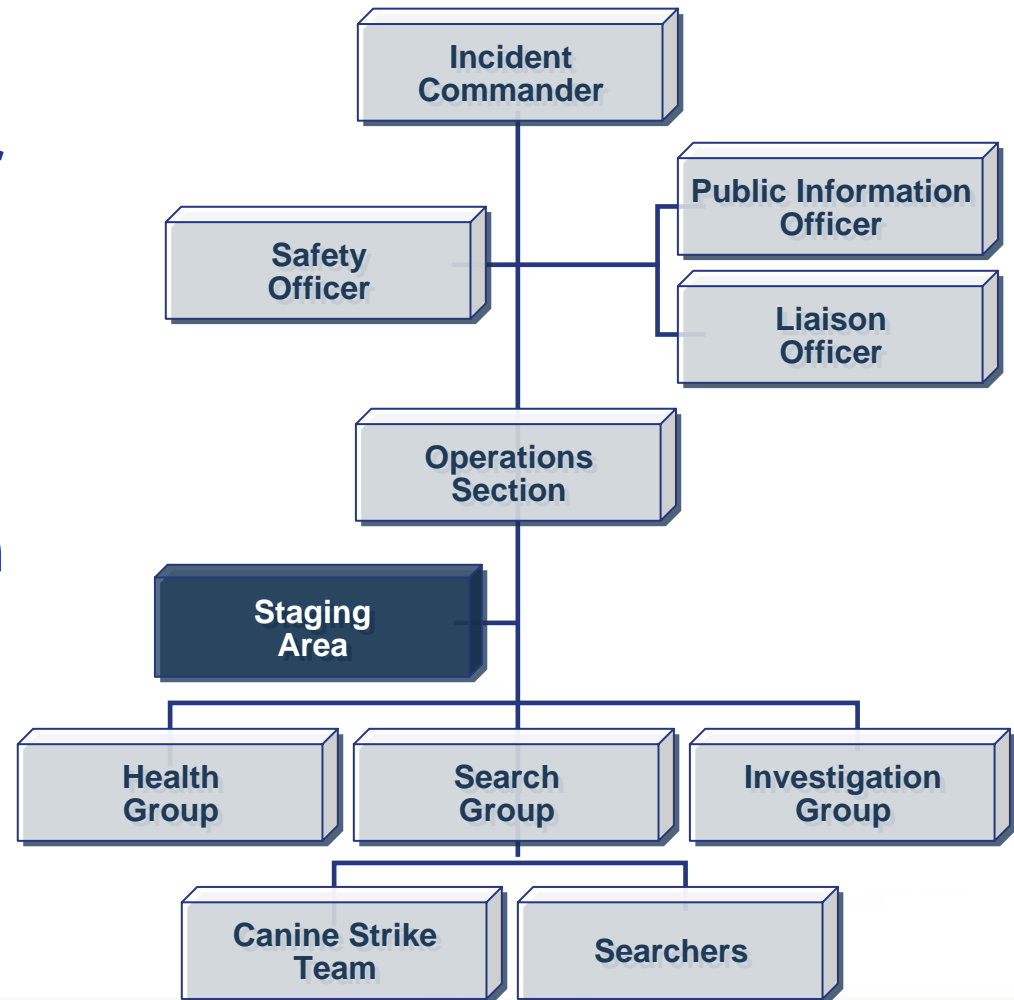 Incident
Commander
Public Information
Officer
Safety
Officer
Liaison
Officer
Operations
Section
Staging
Area
Health
Group
Search
Group
Investigation
Group
Canine Strike
Team
Searchers